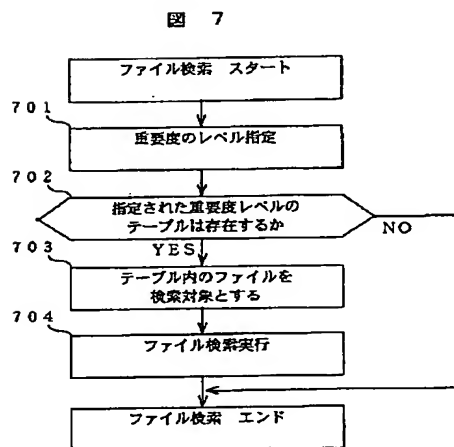 図 7
ファイル検索 スタート
701
重要度のレベル指定
702
指定された重要度レベルの
テーブルは存在するか
NO
YES
703
テーブル内のファイルを
検索対象とする
704
ファイル検索実行
ファイル検索 エンド